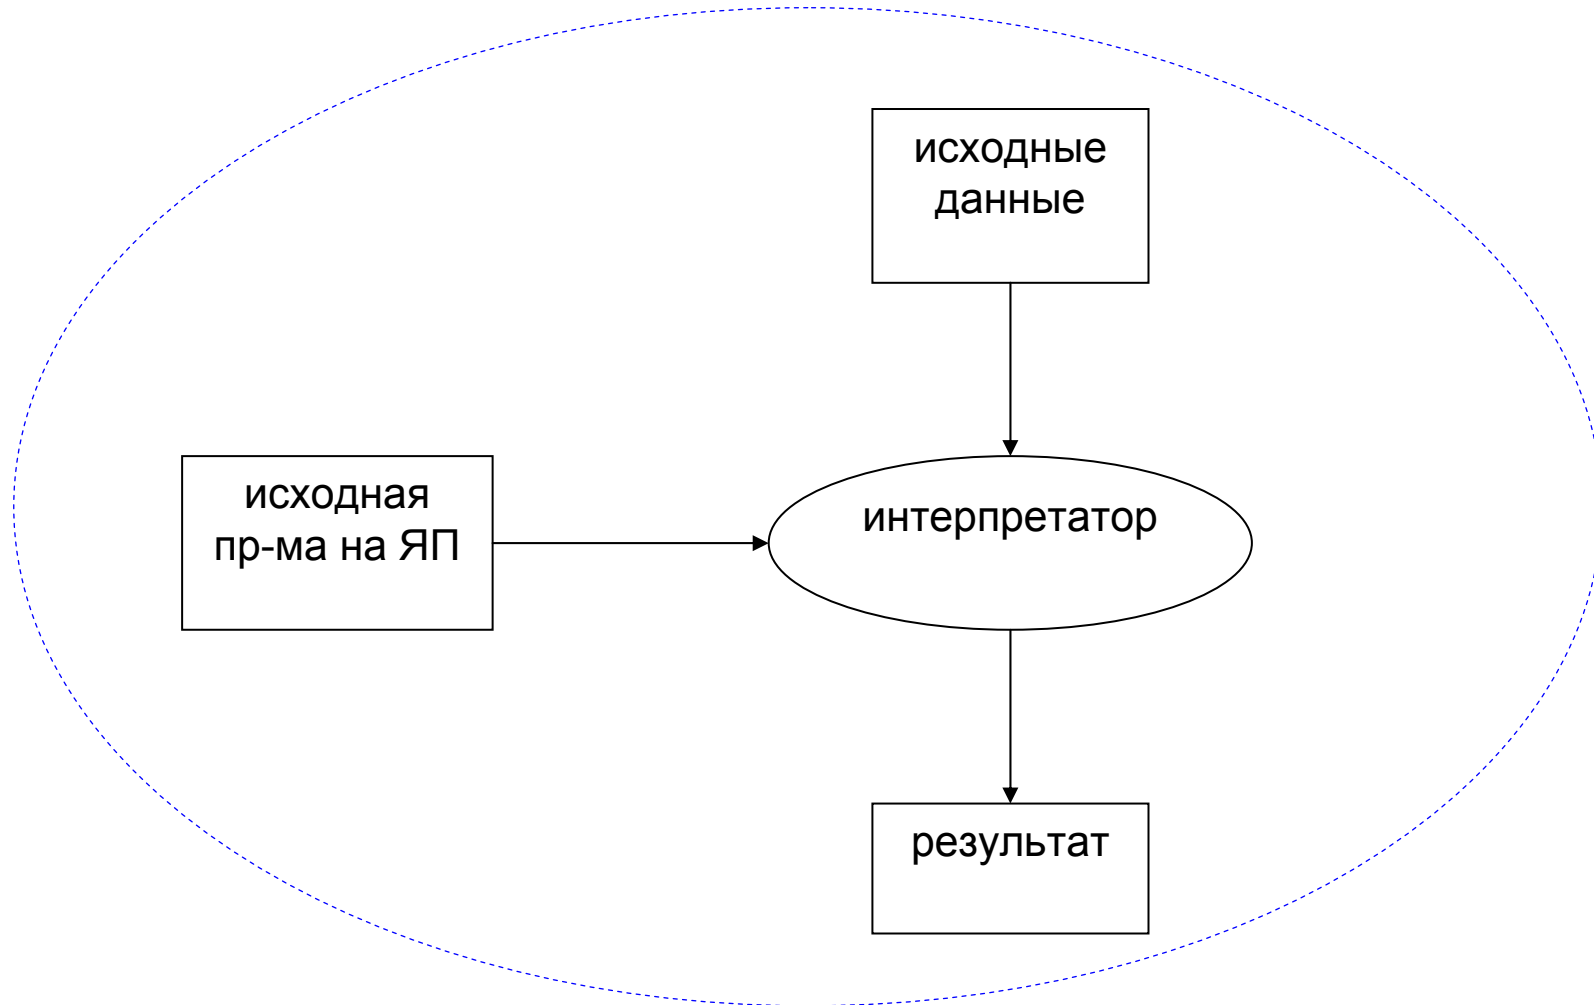 исходные
данные
исходная
пр-ма на ЯП
интерпретатор
результат